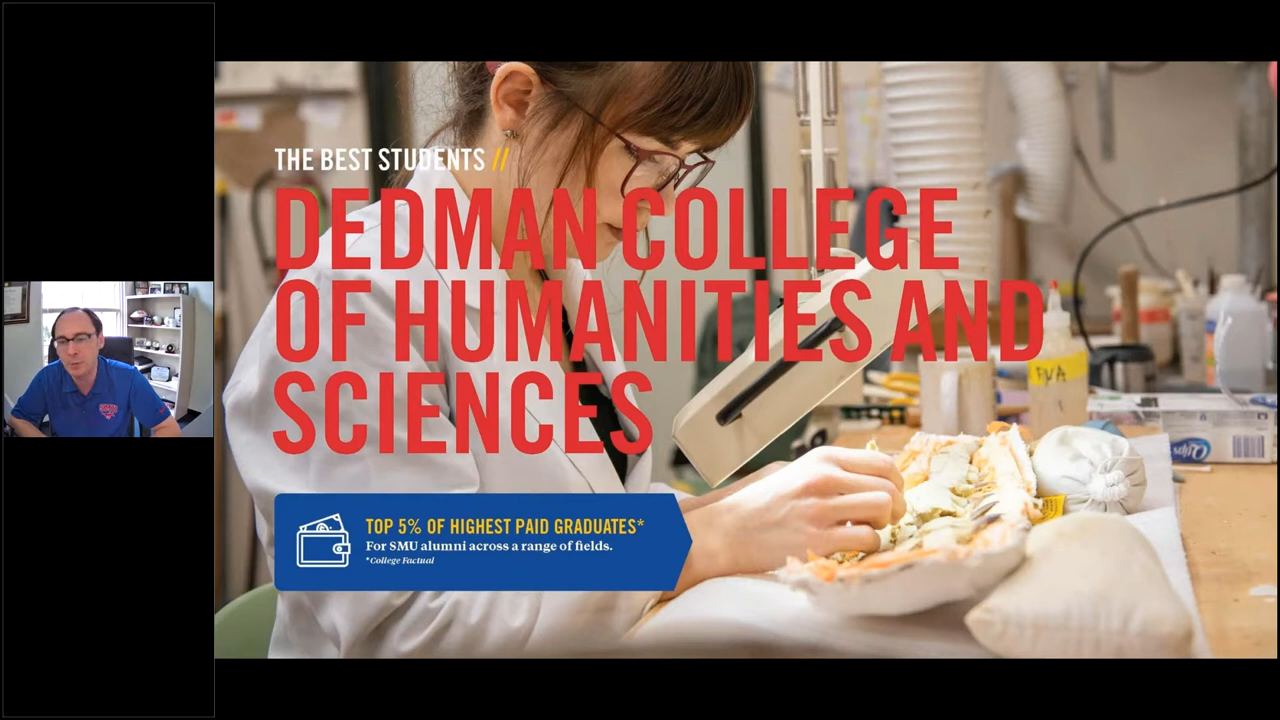 THE BEST STUDENTS //
DEDMAN COLLEGE
OF HUMANITIES AND
SCIENCES
TOP 5% OF HIGHEST PAID GRADUATES*
For SMU alumni across a range of fields.
*College Factual
PVA
Qtips